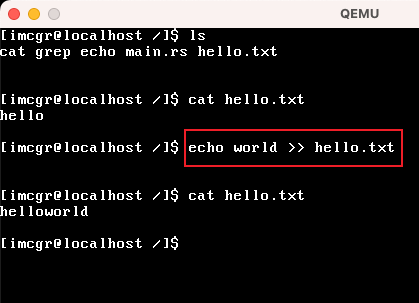 QEMU
[imcgr@localhost /]$ ls
cat grep echo main.rs hello.txt
[imcgr@localhost /]$ cat hello.txt
hello
[imcgr@localhost /]$ echo world >> hello.txt
[imcgr@localhost /]$ cat hello.txt
helloworld
[imcgr@localhost /]$